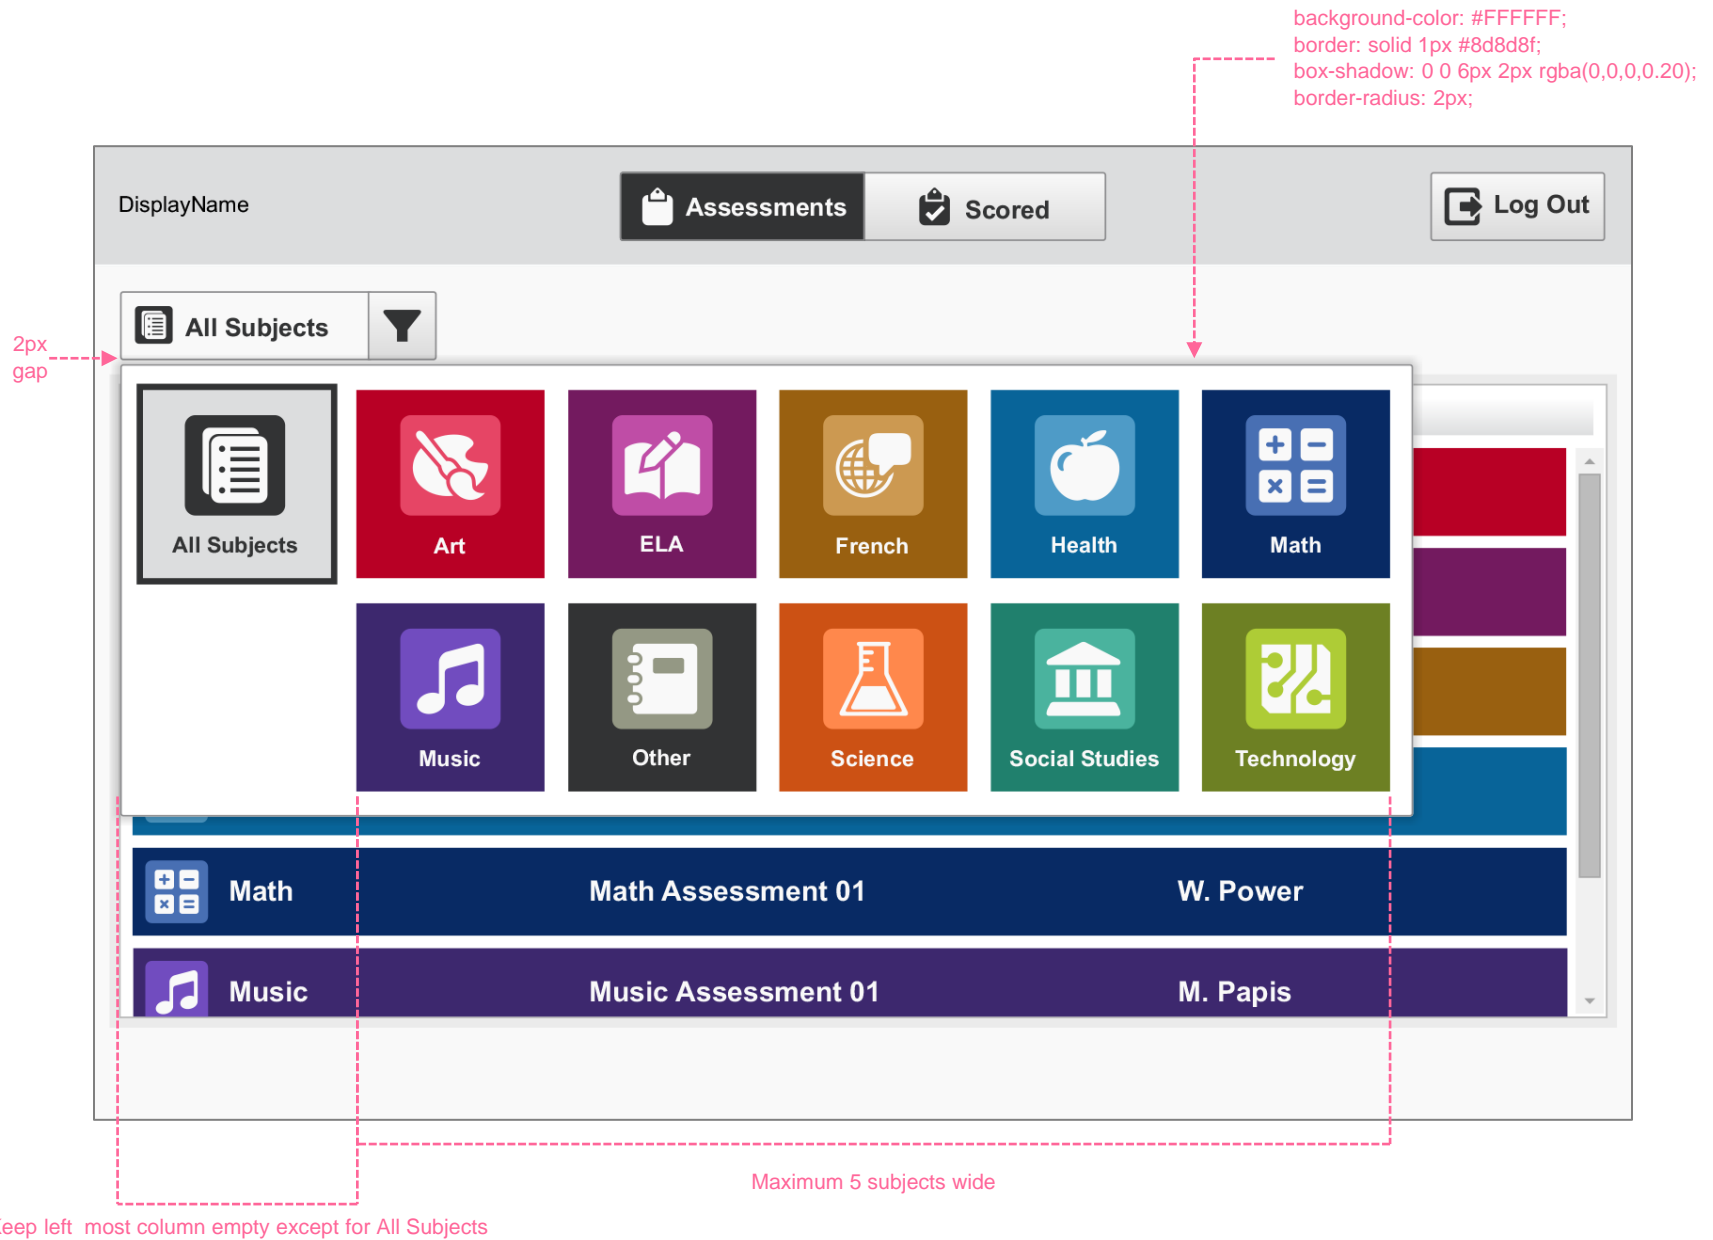 background-color: #FFFFFF;
border: solid 1px #8d8d8f;
box-shadow: 0 0 6px 2px rgba(0,0,0,0.20);
border-radius: 2px;
DisplayName
Assessments
Scored
Log Out
All Subjects
2px
gap
All Subjects
Art
ELA
French
Health
Math
Music
Other
Science
Social Studies
Technology
Math Math Assessment 01 W. Power
Music Music Assessment 01 M. Papis
Maximum 5 subjects wide
eep left most column empty except for All Subjects